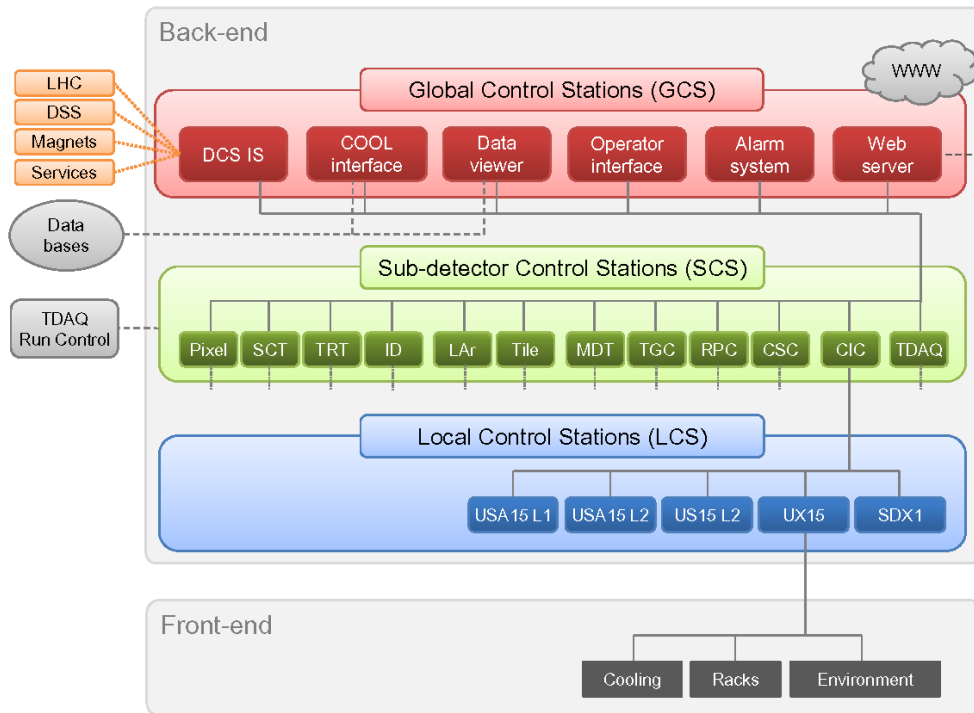 Back-end
WWW
LHC
DSS
Magnets
Services
Global Control Stations (GCS)
DCS IS
COOL
interface
Data
viewer
Operator
interface
Alarm
system
Web
server
Data
bases
Sub-detector Control Stations (SCS)
TDAQ
Run Control
Pixel
SCT
TRT
ID
LAr
Tile
MDT
TGC
RPC
CSC
CIC
TDAQ
Local Control Stations (LCS)
USA15 L1
USA15 L2
US15 L2
UX15
SDX1
Front-end
Cooling
Racks
Environment